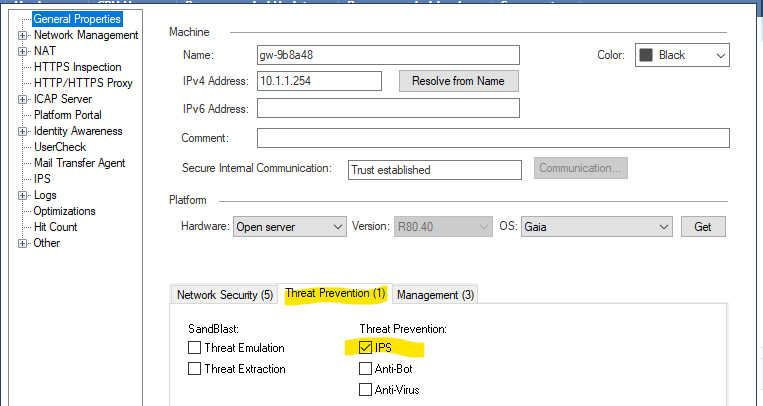 General Properties
Network Management
NAT
HTTPS Inspection
HTTP/HTTPS Proxy
ICAP Server
Platform Portal
Identity Awareness
UserCheck
Mail Transfer Agent
IPS
Logs
Optimizations
Hit Count
Other
Machine
Name: gw-9b8a48 Color: Black
IPv4 Address: 10.1.1.254 Resolve from Name
IPv6 Address:
Comment:
Secure Internal Communication: Trust established Communication...
Platform
Hardware: Open server Version: R80.40 OS: Gaia Get
Network Security (5) Threat Prevention (1) Management (3)
SandBlast: Threat Prevention:
Threat Emulation IPS
Threat Extraction Anti-Bot
Anti-Virus